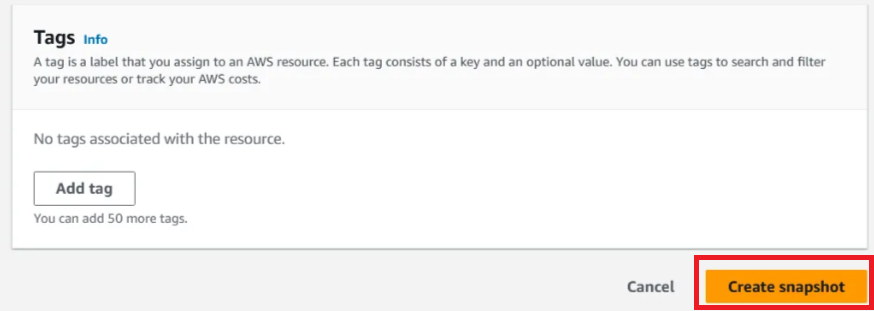 Tags Info
A tag is a label that you assign to an AWS resource. Each tag consists of a key and an optional value. You can use tags to search and filter
your resources or track your AWS costs.
No tags associated with the resource.
Add tag
You can add 50 more tags.
Cancel Create snapshot